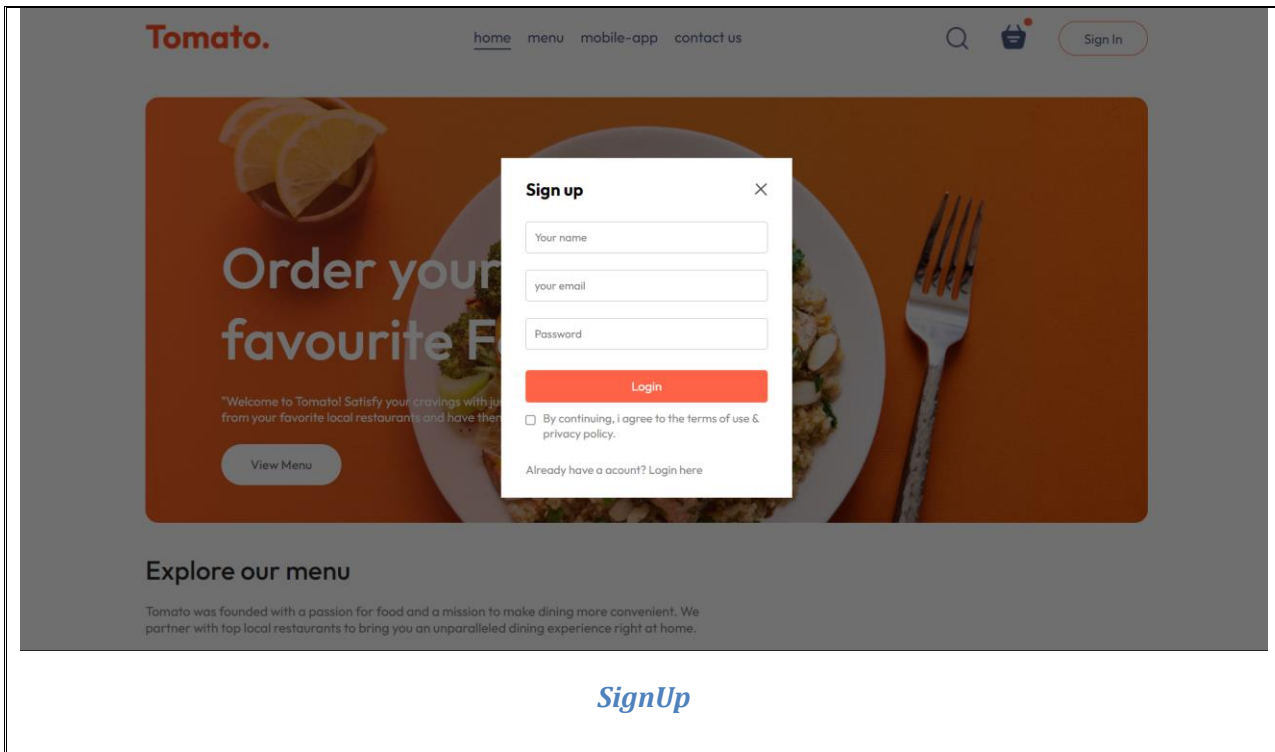 Tomato.
home menu mobile-app contact us
Sign In
Order your
favourite F
"Welcome to Tomato! Satisfy your cravings with
from your favorite local restaurants and have
View Menu
Sign up
Your name
your email
Password
Login
By continuing, i agree to the terms of use &
privacy policy.
Already have a acount? Login here
Explore our menu
Tomato was founded with a passion for food and a mission to make dining more convenient. We
partner with top local restaurants to bring you an unparalleled dining experience right at home.
SignUp